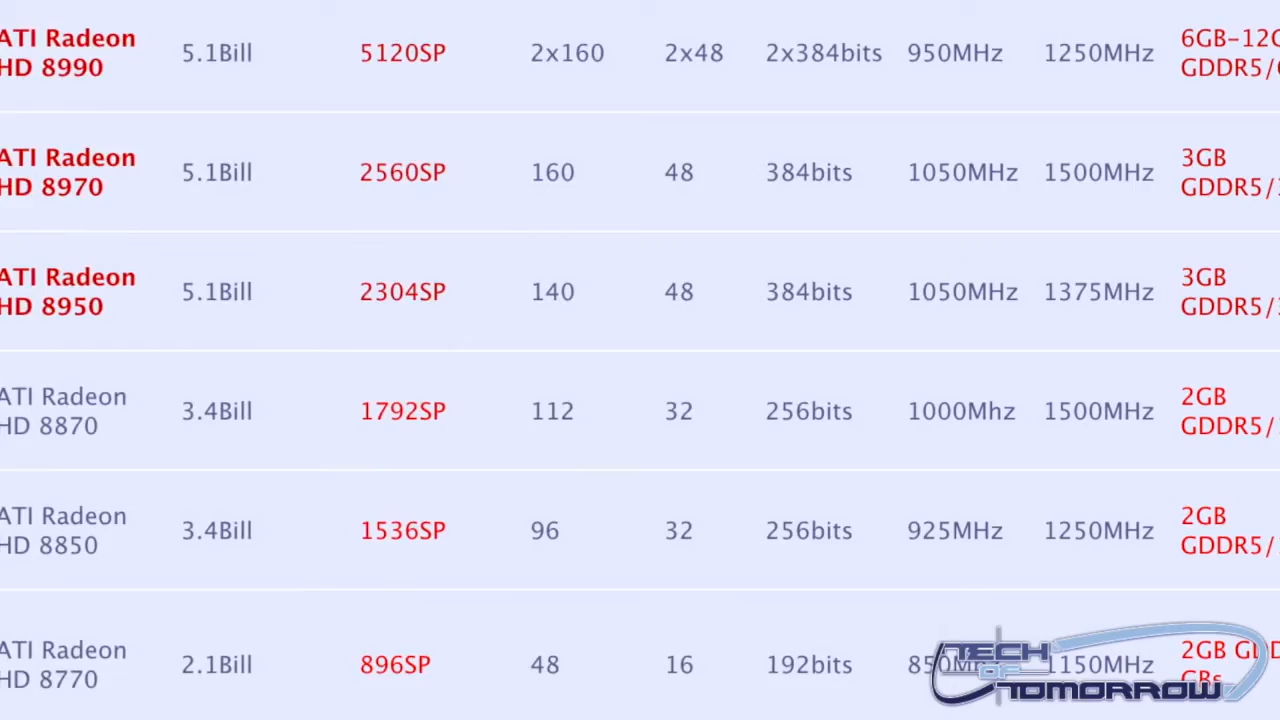 ATI Radeon HD 8990 5.1Bill 5120SP 2x160 2x48 2x384bits 950MHz 1250MHz 6GB-12G GDDR5/
ATI Radeon HD 8970 5.1Bill 2560SP 160 48 384bits 1050MHz 1500MHz 3GB GDDR5/
ATI Radeon HD 8950 5.1Bill 2304SP 140 48 384bits 1050MHz 1375MHz 3GB GDDR5/
ATI Radeon HD 8870 3.4Bill 1792SP 112 32 256bits 1000Mhz 1500MHz 2GB GDDR5/
ATI Radeon HD 8850 3.4Bill 1536SP 96 32 256bits 925MHz 1250MHz 2GB GDDR5/
ATI Radeon HD 8770 2.1Bill 896SP 48 16 192bits 850MHz 1150MHz 2GB GBs
TECH
OF
TOMORROW